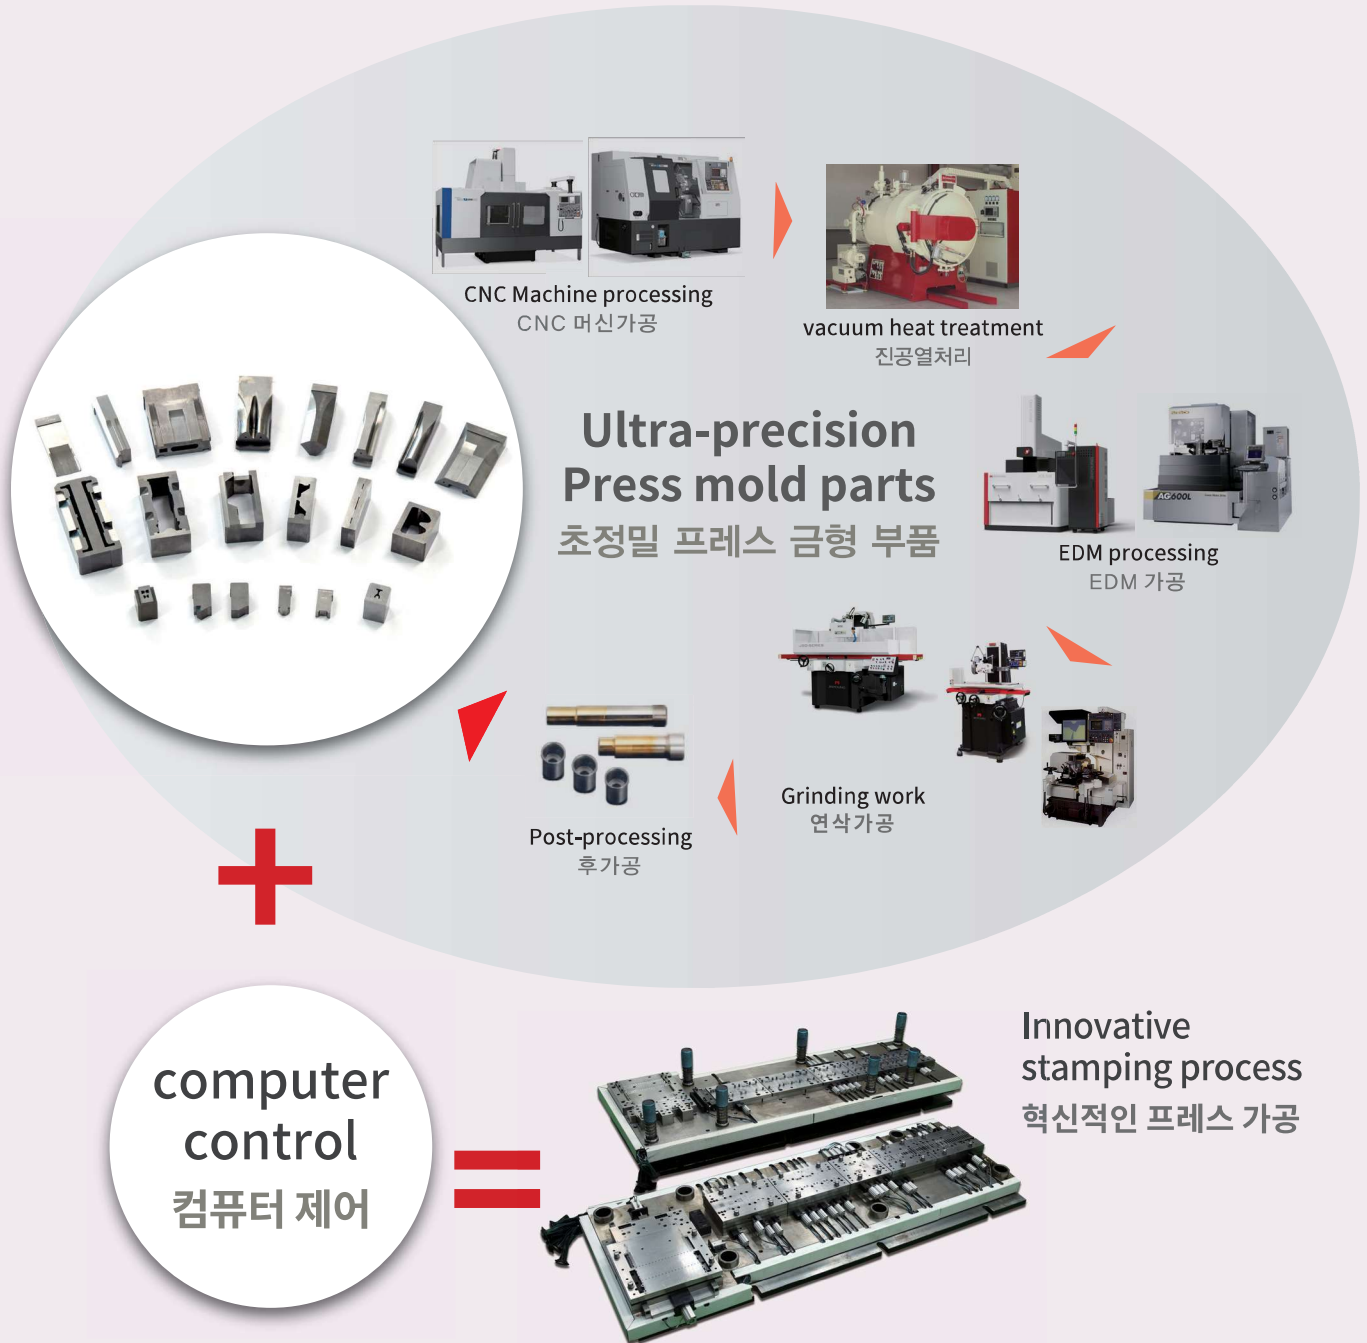 CNC Machine processing
CNC 머신가공
vacuum heat treatment
진공열처리
Ultra-precision
Press mold parts
초정밀 프레스 금형 부품
AG600L
EDM processing
EDM 가공
Grinding work
연삭가공
Post-processing
후가공
computer
control
컴퓨터 제어
Innovative
stamping process
혁신적인 프레스 가공